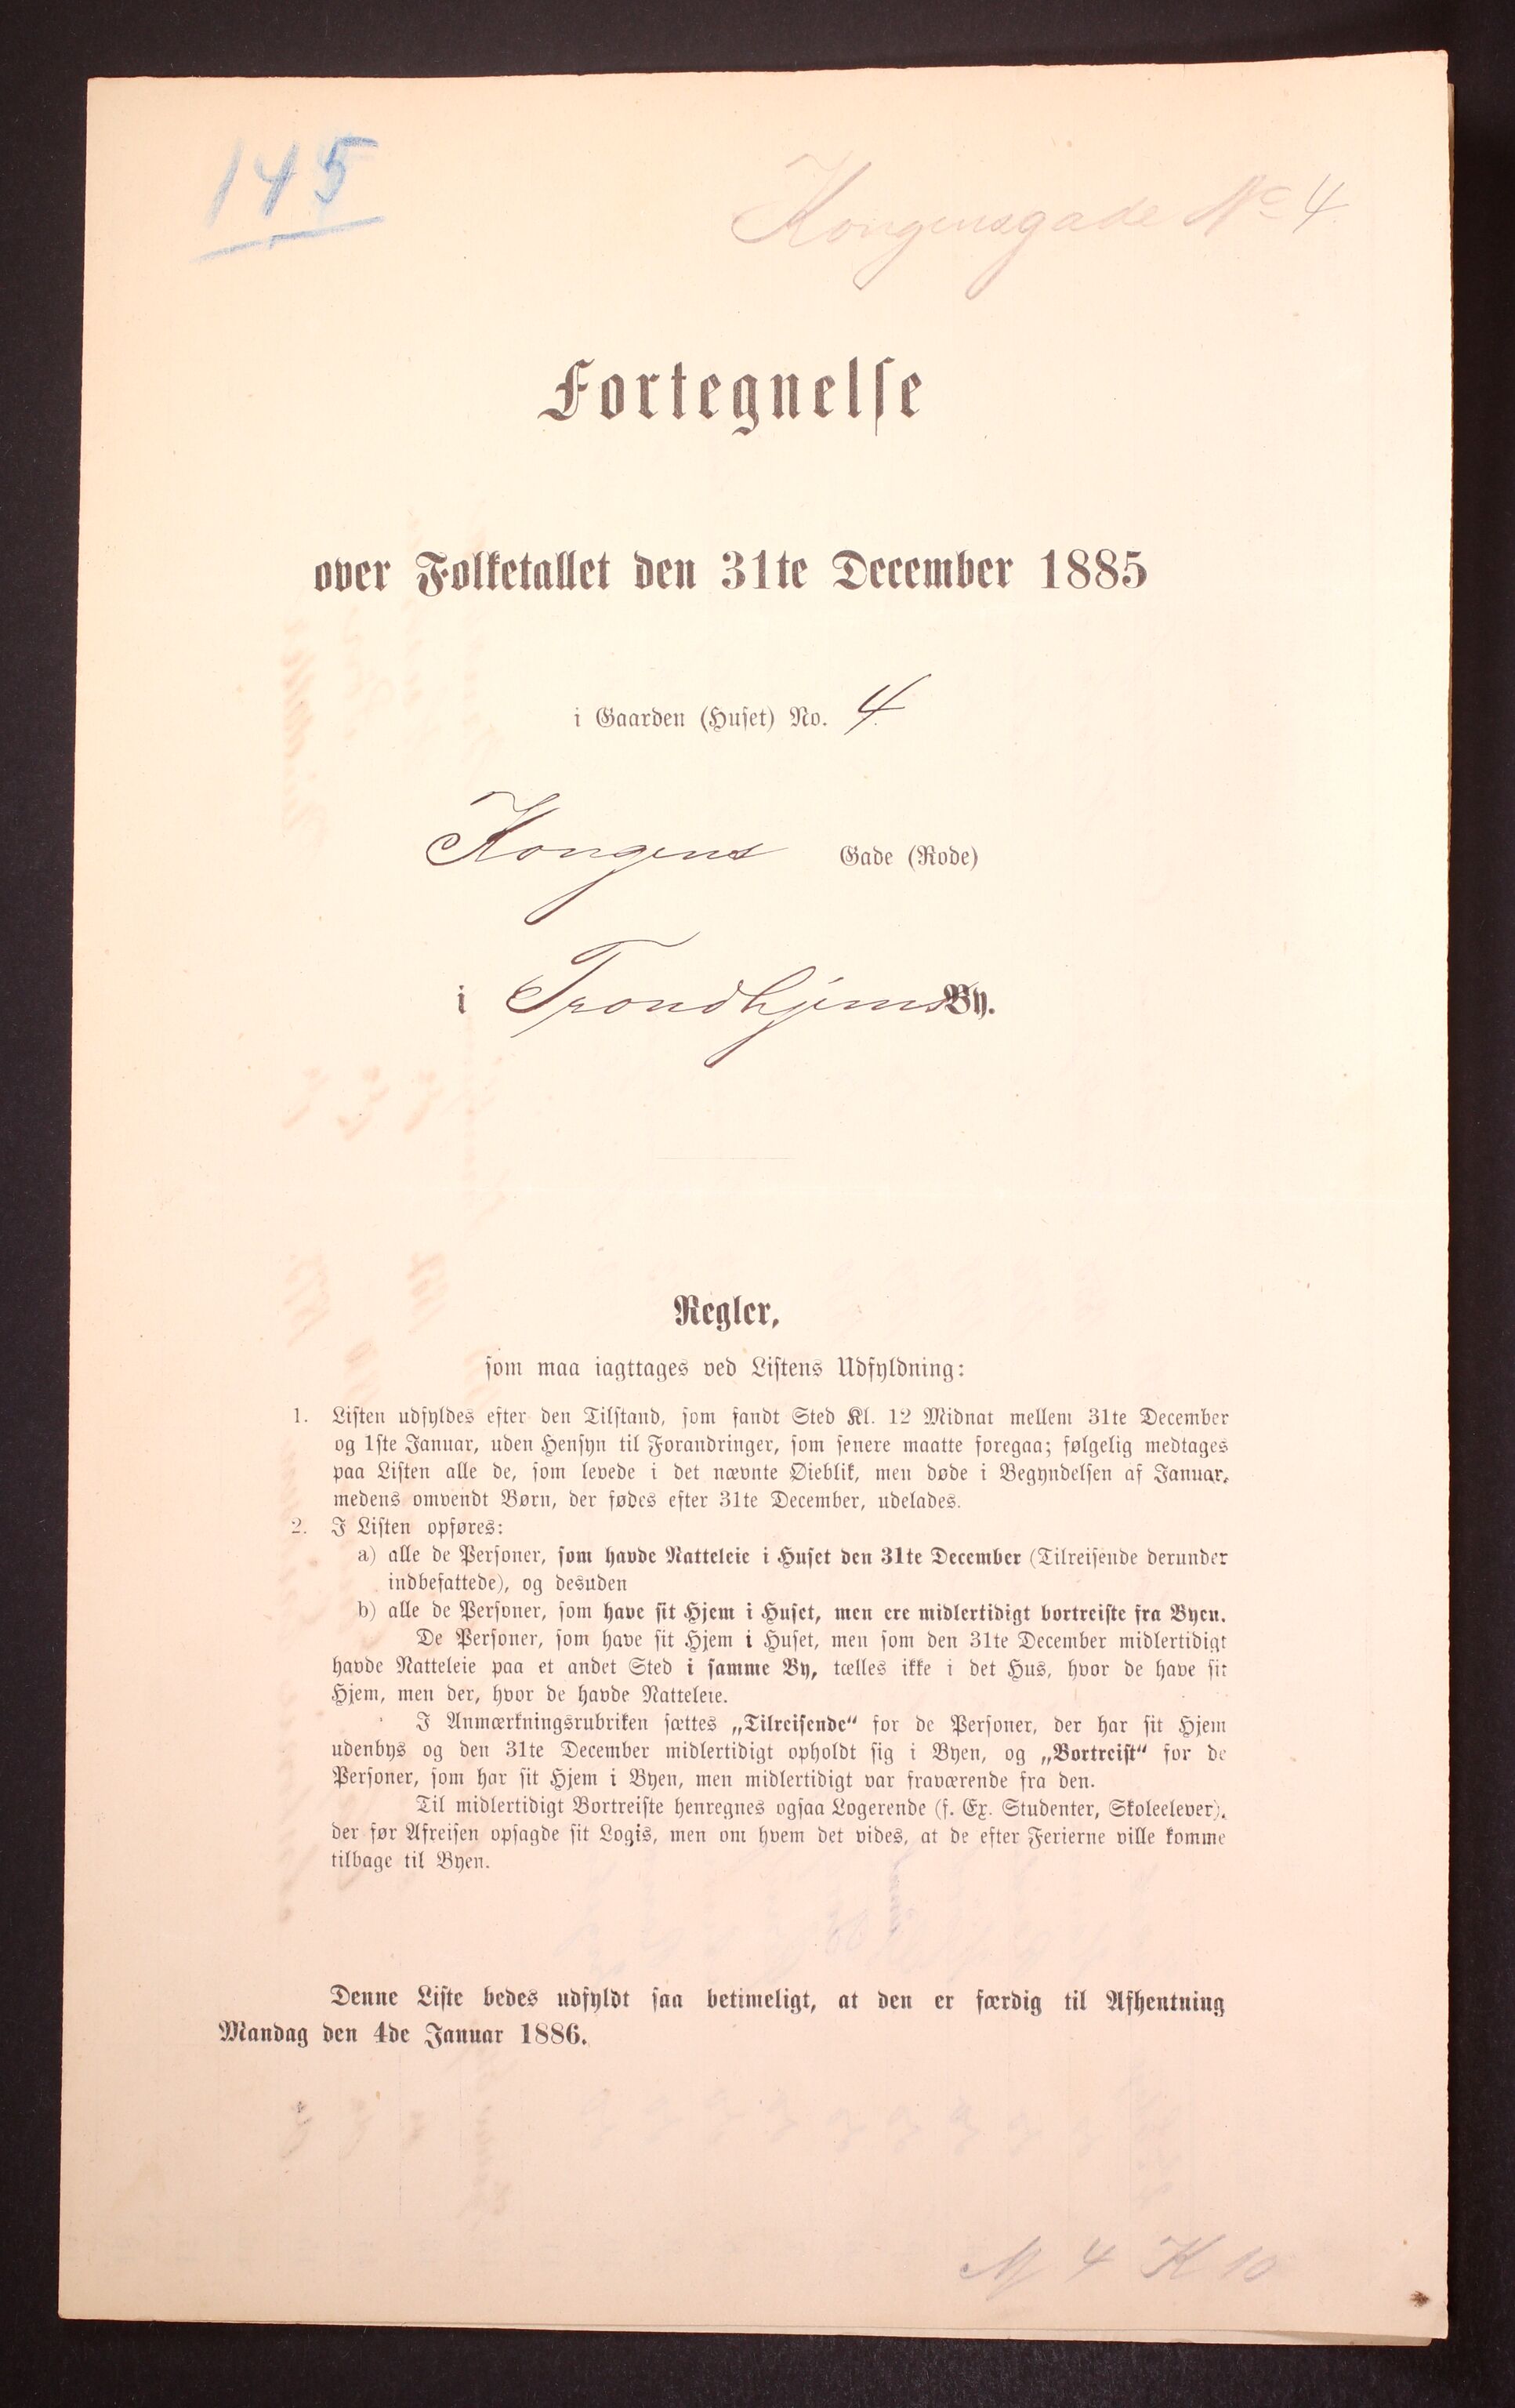 145
Kongensgade No 4.
Fortegnelse
over Folketallet den 31te December 1885
i Gaarden (Huset) No. 4.
Kongens Gade (Rode)
i Trondhjems By.
Regler,
som maa iagttages ved Listens Udfyldning:
1. Listen udfyldes efter den Tilstand, som fandt Sted Kl. 12 Midnat mellem 31te December
og 1ste Januar, uden Hensyn til Forandringer, som senere maatte foregaa; følgelig medtages
paa Listen alle de, som levede i det nævnte Øieblik, men døde i Begyndelsen af Januar,
medens omvendt Børn, der fødes efter 31te December, udelades.
2. I Listen opføres:
a) alle de Personer, som havde Natteleie i Huset den 31te December (Tilreisende derunder
indbefattede), og desuden
b) alle de Personer, som have sit Hjem i Huset, men ere midlertidigt bortreiste fra Byen.
De Personer, som have sit Hjem i Huset, men som den 31te December midlertidigt
havde Natteleie paa et andet Sted i samme By, tælles ikke i det Hus, hvor de have sit
Hjem, men der, hvor de havde Natteleie.
I Anmærkningsrubriken sættes „Tilreisende“ for de Personer, der har sit Hjem
udenbys og den 31te December midlertidigt opholdt sig i Byen, og „Bortreist“ for de
Personer, som har sit Hjem i Byen, men midlertidigt var fraværende fra den.
Til midlertidigt Bortreiste henregnes ogsaa Logerende (f. Ex. Studenter, Skoleelever),
der før Afreisen opsagde sit Logis, men om hvem det vides, at de efter Ferierne ville komme
tilbage til Byen.
Denne Liste bedes udfyldt saa betimeligt, at den er færdig til Afhentning
Mandag den 4de Januar 1886.
M 4 K 10